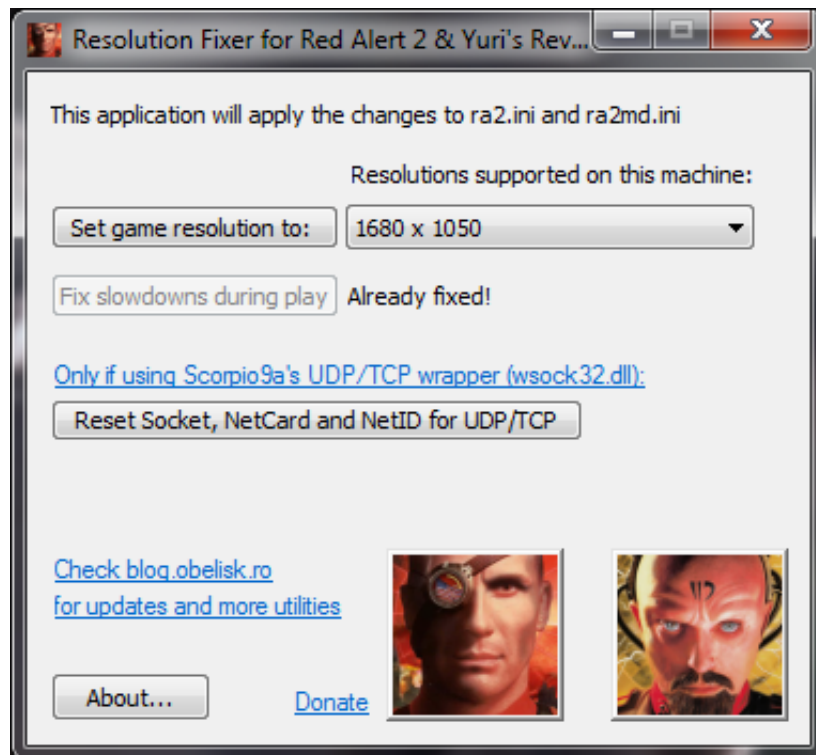 Resolution Fixer for Red Alert 2 & Yuri's Rev...
This application will apply the changes to ra2.ini and ra2md.ini
Resolutions supported on this machine:
Set game resolution to: 1680 x 1050
Fix slowdowns during play Already fixed!
Only if using Scorpio9a's UDP/TCP wrapper (wsock32.dll):
Reset Socket, NetCard and NetID for UDP/TCP
Check blog.obelisk.ro
for updates and more utilities
About...
Donate